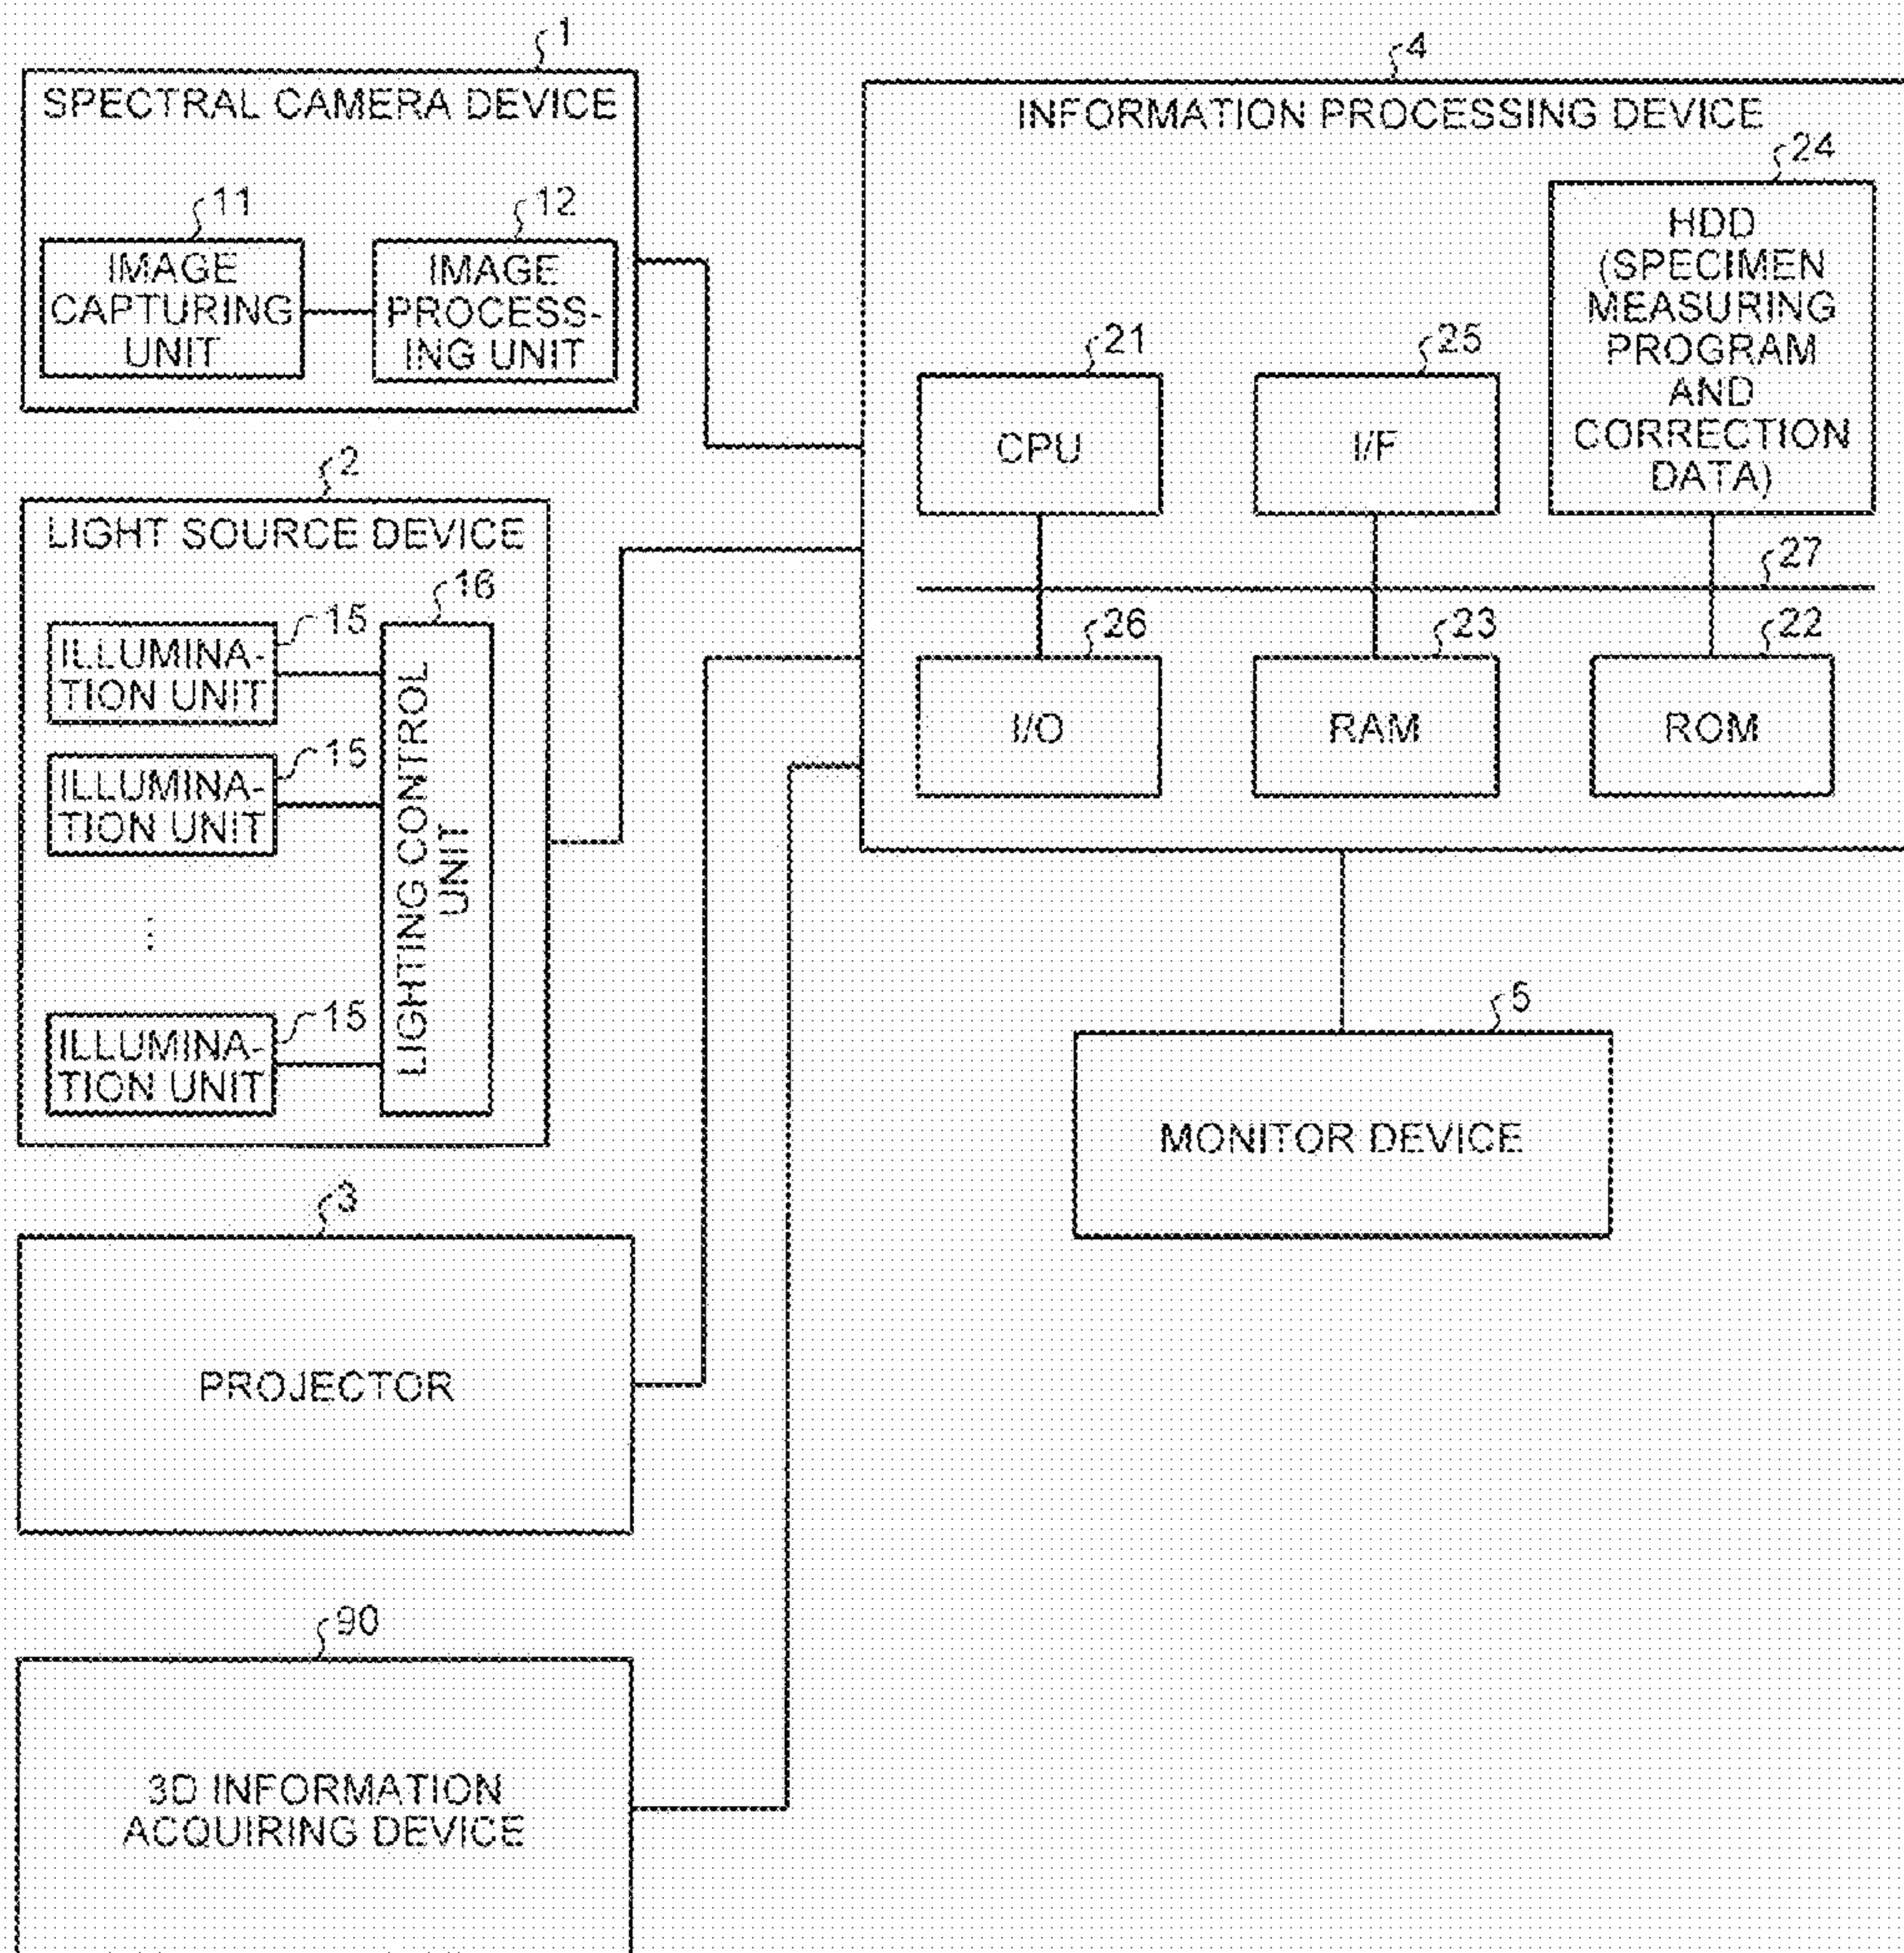 1
SPECTRAL CAMERA DEVICE
11
IMAGE
CAPTURING
UNIT
12
IMAGE
PROCESS-
ING UNIT
2
LIGHT SOURCE DEVICE
16
LIGHTING CONTROL
UNIT
15
ILLUMINA-
TION UNIT
15
ILLUMINA-
TION UNIT
⋮
15
ILLUMINA-
TION UNIT
3
PROJECTOR
90
3D INFORMATION
ACQUIRING DEVICE
4
INFORMATION PROCESSING DEVICE
24
HDD
(SPECIMEN
MEASURING
PROGRAM
AND
CORRECTION
DATA)
21
CPU
25
I/F
27
26
I/O
23
RAM
22
ROM
5
MONITOR DEVICE